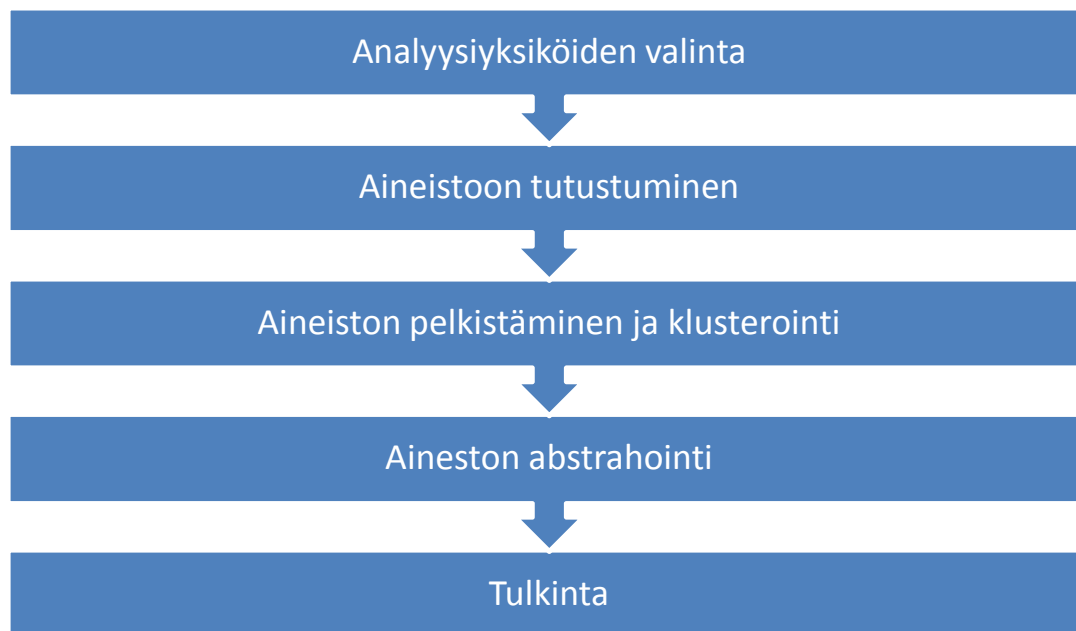 Analyysiyksiköiden valinta
Aineistoon tutustuminen
Aineiston pelkistäminen ja klusterointi
Aineston abstrahointi
Tulkinta